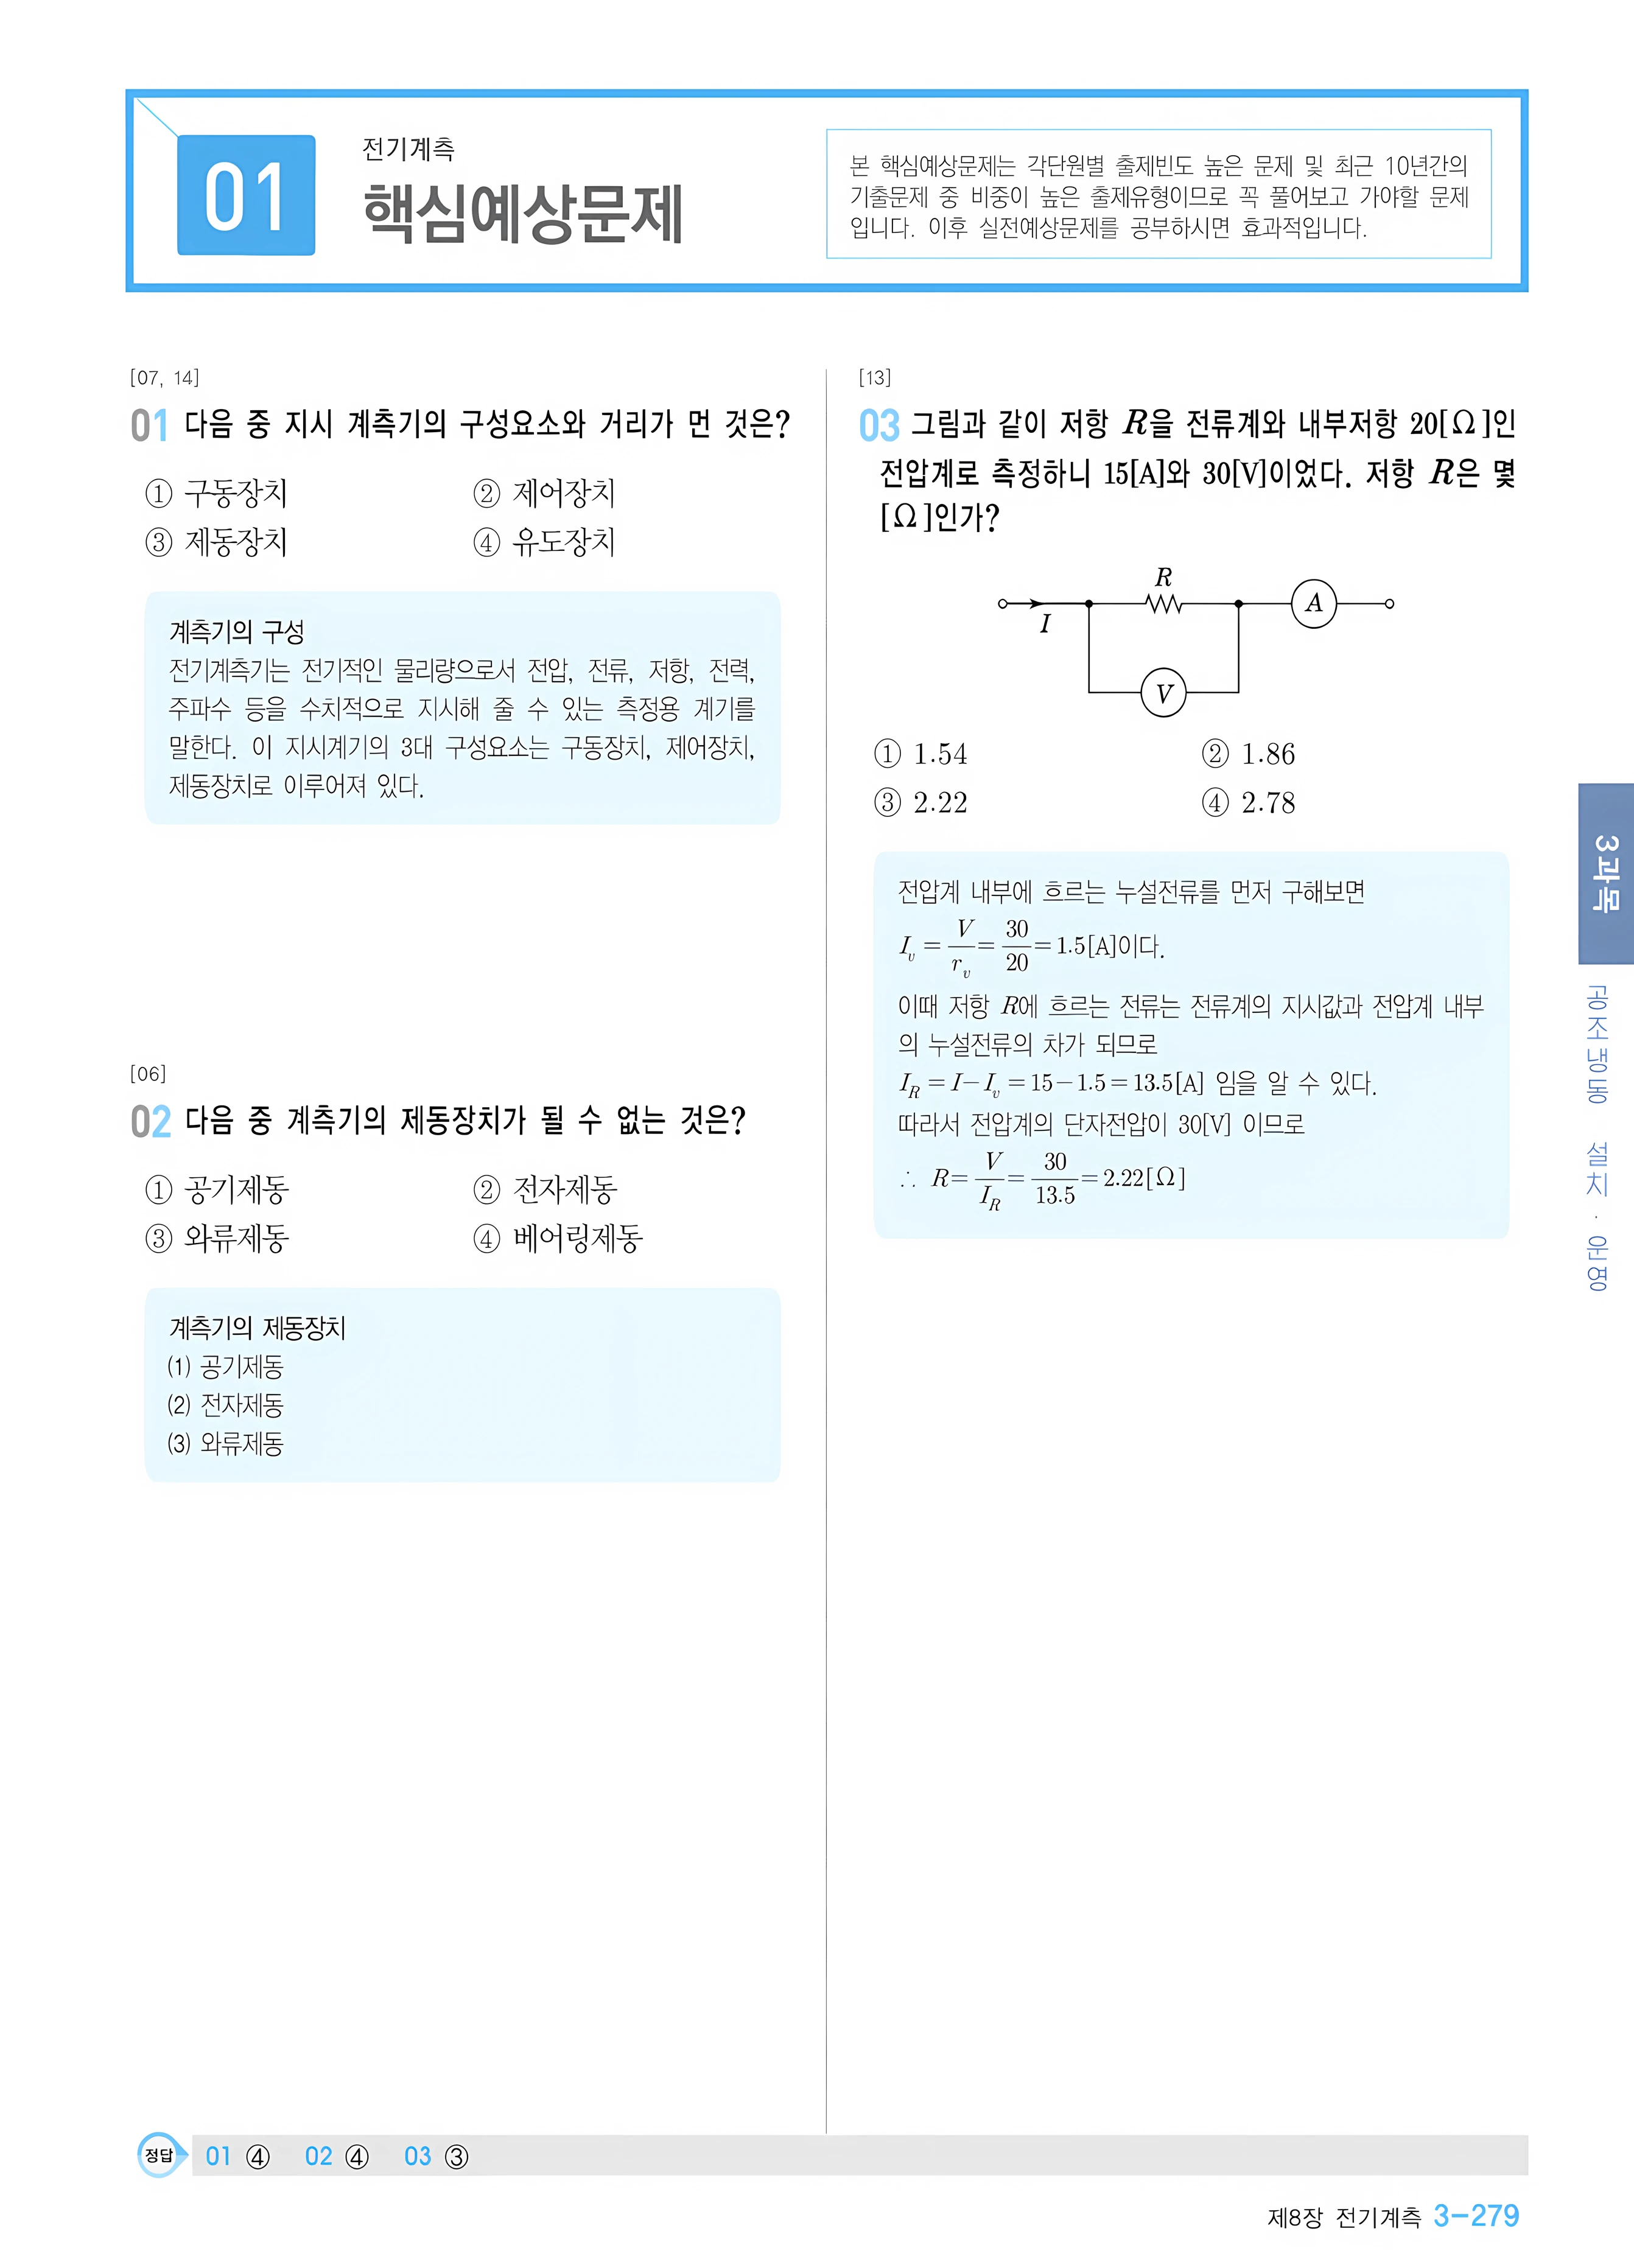 01
전기계측
핵심예상문제
본 핵심예상문제는 각단원별 출제빈도 높은 문제 및 최근 10년간의
기출문제 중 비중이 높은 출제유형이므로 꼭 풀어보고 가야할 문제
입니다. 이후 실전예상문제를 공부하시면 효과적입니다.
[07, 14]
01 다음 중 지시 계측기의 구성요소와 거리가 먼 것은?
① 구동장치 ② 제어장치
③ 제동장치 ④ 유도장치
계측기의 구성
전기계측기는 전기적인 물리량으로서 전압, 전류, 저항, 전력,
주파수 등을 수치적으로 지시해 줄 수 있는 측정용 계기를
말한다. 이 지시계기의 3대 구성요소는 구동장치, 제어장치,
제동장치로 이루어져 있다.
[06]
02 다음 중 계측기의 제동장치가 될 수 없는 것은?
① 공기제동 ② 전자제동
③ 와류제동 ④ 베어링제동
계측기의 제동장치
(1) 공기제동
(2) 전자제동
(3) 와류제동
[13]
03 그림과 같이 저항 R을 전류계와 내부저항 20[Ω]인
전압계로 측정하니 15[A]와 30[V]이었다. 저항 R은 몇
[Ω]인가?
R
I
A
V
① 1.54 ② 1.86
③ 2.22 ④ 2.78
전압계 내부에 흐르는 누설전류를 먼저 구해보면
I_v = V/r_v = 30/20 = 1.5[A]이다.
이때 저항 R에 흐르는 전류는 전류계의 지시값과 전압계 내부
의 누설전류의 차가 되므로
I_R = I − I_v = 15 − 1.5 = 13.5[A] 임을 알 수 있다.
따라서 전압계의 단자전압이 30[V] 이므로
∴ R = V/I_R = 30/13.5 = 2.22[Ω]
3과목
공조냉동 설치·운영
정답 01 ④ 02 ④ 03 ③
제8장 전기계측 3-279